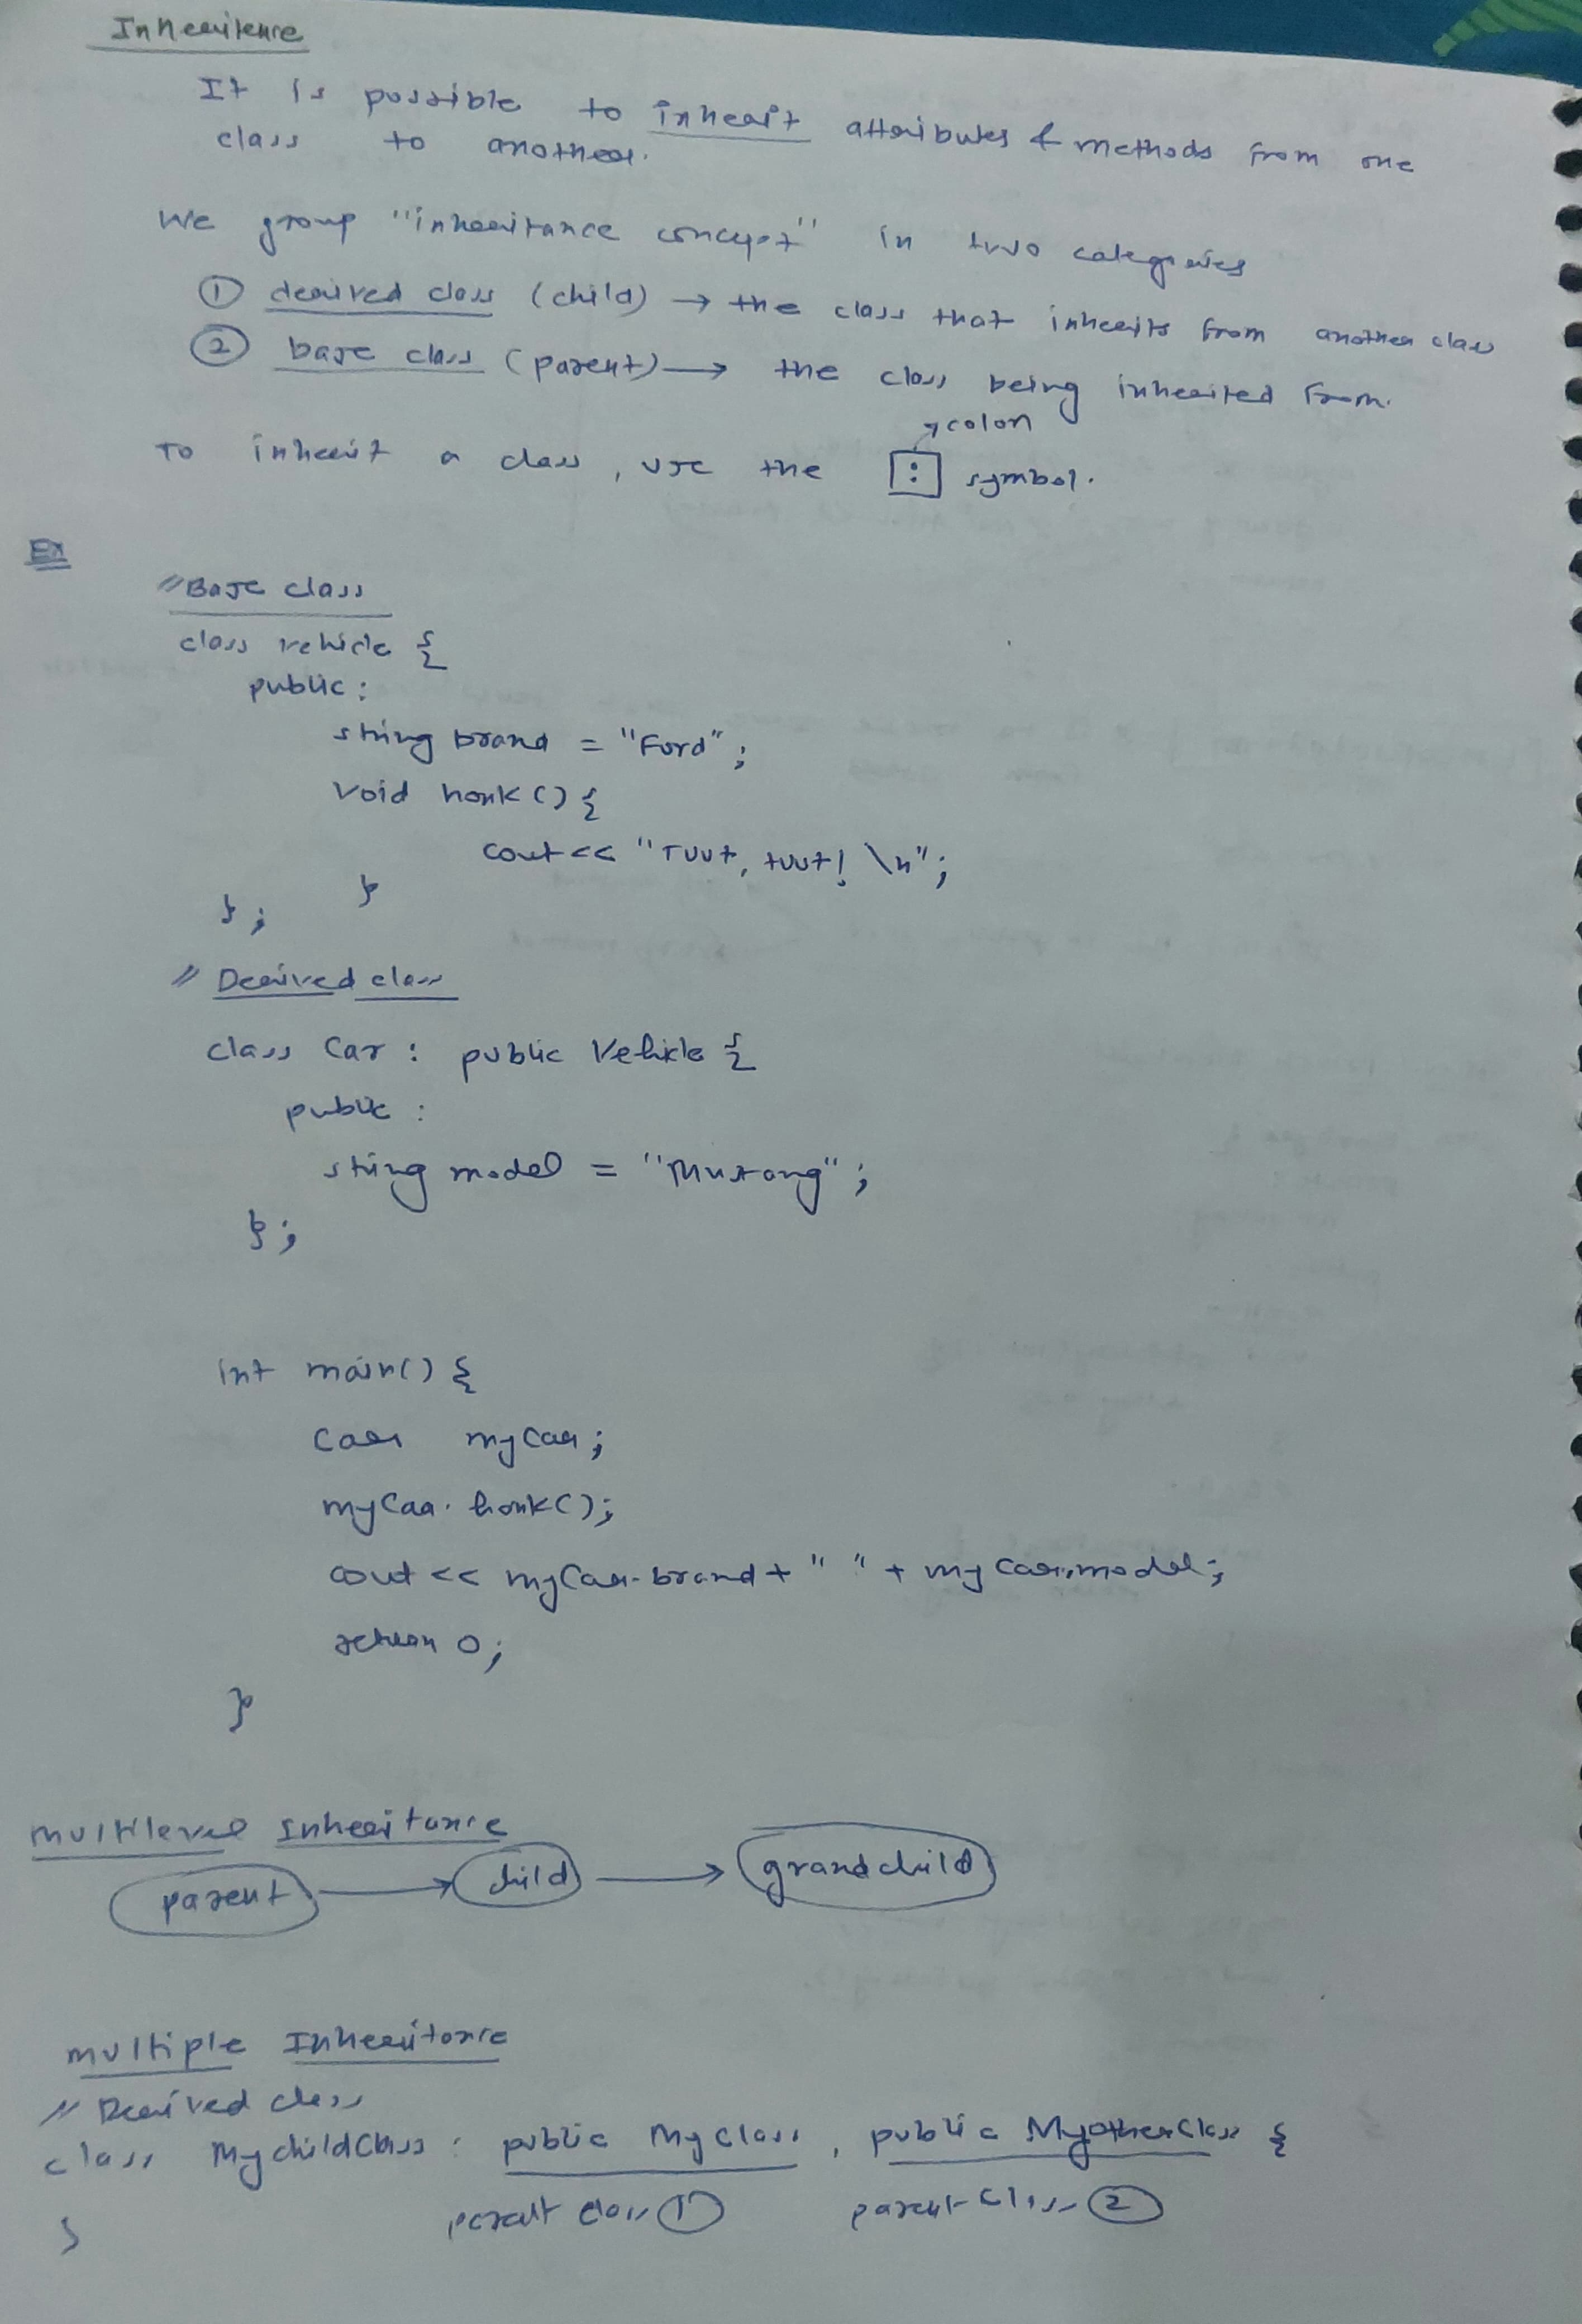 Inheritence
It is possible to inherit attributes & methods from one
class to another.
We group "inheritance concept" in two categories
① derived class (child) → the class that inherits from another class
② base class (parent) → the class being inherited from.
→ colon
To inherit a class, use the : symbol.
Ex
//Base class
class vehicle {
public:
string brand = "Ford";
void honk() {
cout << "Tuut, tuut! \n";
}
};
// Derived class
class Car : public Vehicle {
public :
string model = "Mustang";
};
int main() {
Car myCar;
myCar.honk();
cout << myCar.brand + " " + myCar.model;
return 0;
}
Multilevel Inheritance
parent → child → grandchild
Multiple Inheritance
// Derived class
class MychildClass : public MyClass, public MyotherClass {
parent class ① parent class ②
}